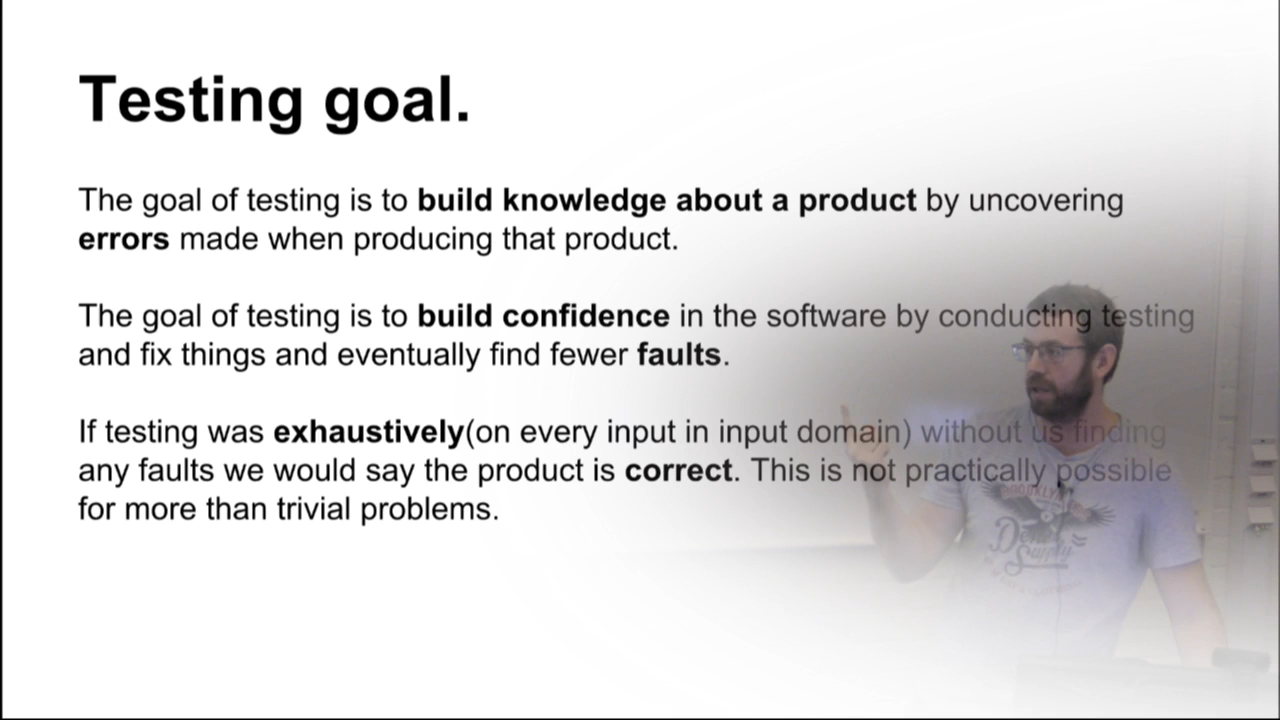 Testing goal.
The goal of testing is to build knowledge about a product by uncovering
errors made when producing that product.
The goal of testing is to build confidence in the software by conducting testing
and fix things and eventually find fewer faults.
If testing was exhaustively(on every input in input domain) without us finding
any faults we would say the product is correct. This is not practically possible
for more than trivial problems.
BROOKLYN
Denim
Supply